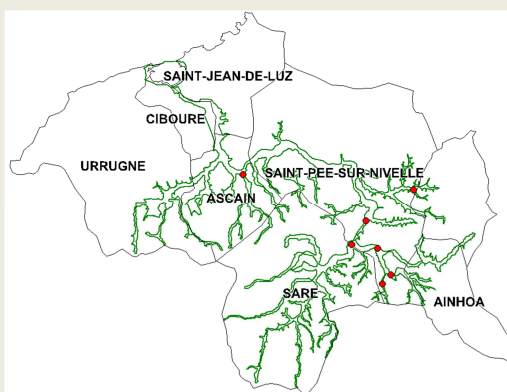 SAINT-JEAN-DE-LUZ
CIBOURE
URRUGNE
SAINT-PEE-SUR-NIVELLE
ASCAIN
SARE
AINHOA